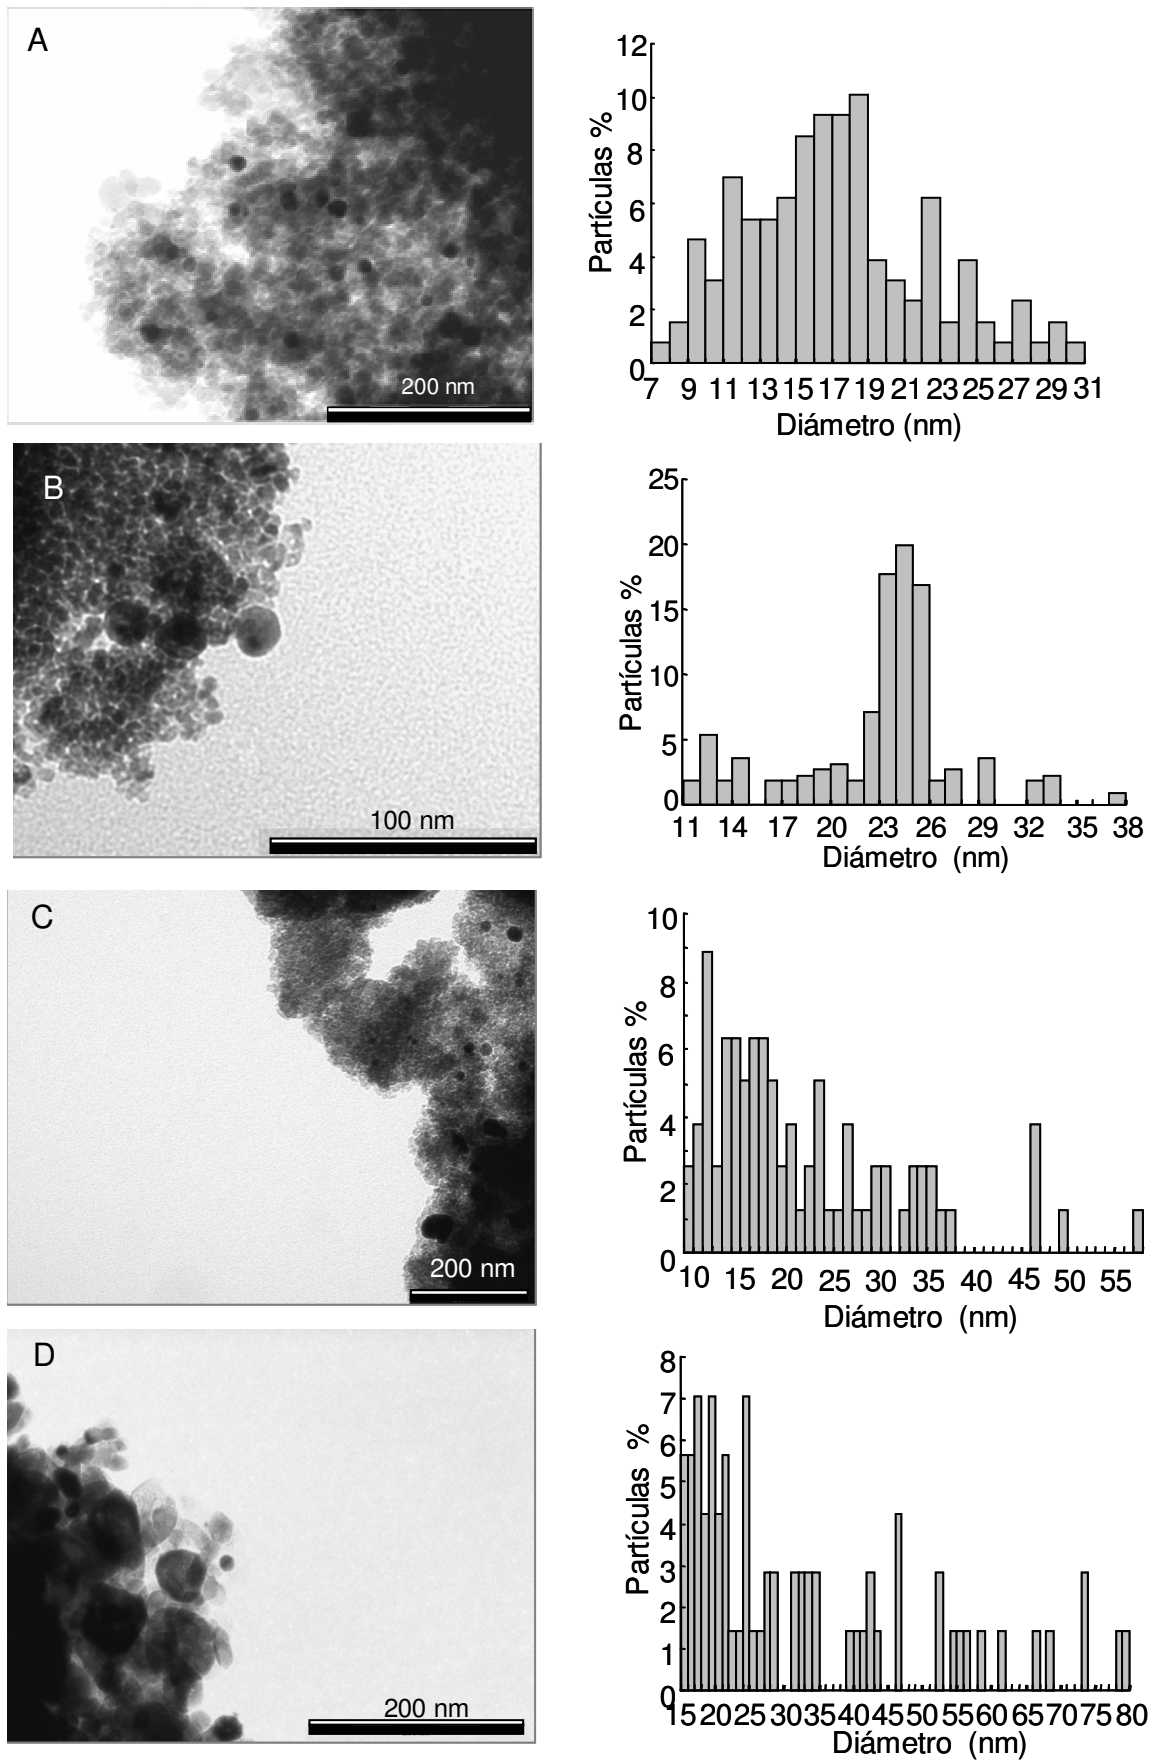 A
200 nm
Partículas %
12
10
8
6
4
2
0
7 9 11 13 15 17 19 21 23 25 27 29 31
Diámetro (nm)
B
100 nm
Partículas %
25
20
15
10
5
0
11 14 17 20 23 26 29 32 35 38
Diámetro (nm)
C
200 nm
Partículas %
10
8
6
4
2
0
10 15 20 25 30 35 40 45 50 55
Diámetro (nm)
D
200 nm
Partículas %
8
7
6
5
4
3
2
1
0
15 20 25 30 35 40 45 50 55 60 65 70 75 80
Diámetro (nm)